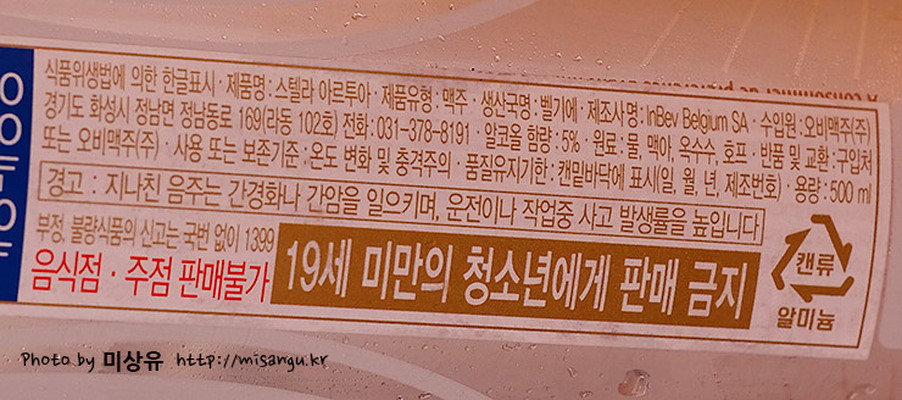 식품위생법에 의한 한글표시 · 제품명 : 스텔라 아르투아 · 제품유형 : 맥주 · 생산국명 : 벨기에 · 제조사명 : InBev Belgium SA · 수입원 : 오비맥주(주)
경기도 화성시 정남면 정남동로 169(라동 102호) 전화 : 031-378-8191 · 알코올 함량 : 5% · 원료 : 물, 맥아, 옥수수, 호프 · 반품 및 교환 : 구입처
또는 오비맥주(주) · 사용 또는 보존기준 : 온도 변화 및 충격주의 · 품질유지기한 : 캔밑바닥에 표시(일, 월, 년, 제조번호) · 용량 : 500 ml
경고 : 지나친 음주는 간경화나 간암을 일으키며, 운전이나 작업중 사고 발생률을 높입니다
부정, 불량식품의 신고는 국번 없이 1399
음식점 · 주점 판매불가
19세 미만의 청소년에게 판매 금지
캔류
알미늄
Photo by 미상유 http://misangu.kr